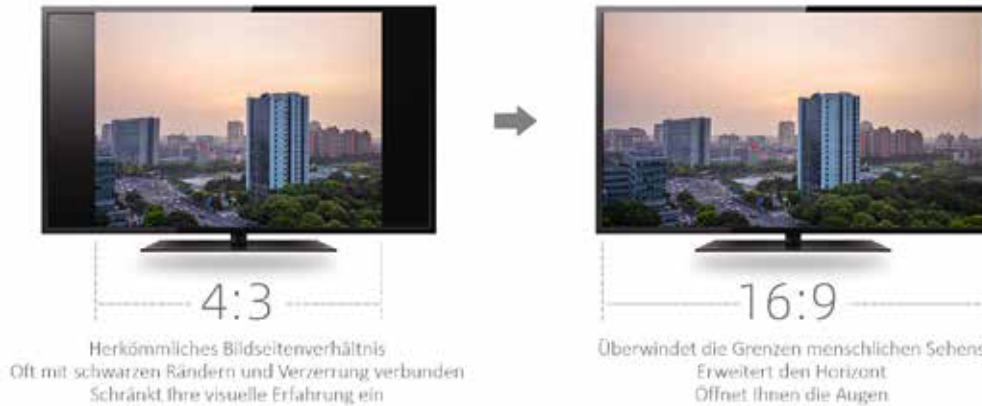 4:3
Herkömmliches Bildseitenverhältnis
Oft mit schwarzen Rändern und Verzerrung verbunden
Schränkt Ihre visuelle Erfahrung ein
16:9
Überwindet die Grenzen menschlichen Sehens
Erweitert den Horizont
Öffnet Ihnen die Augen